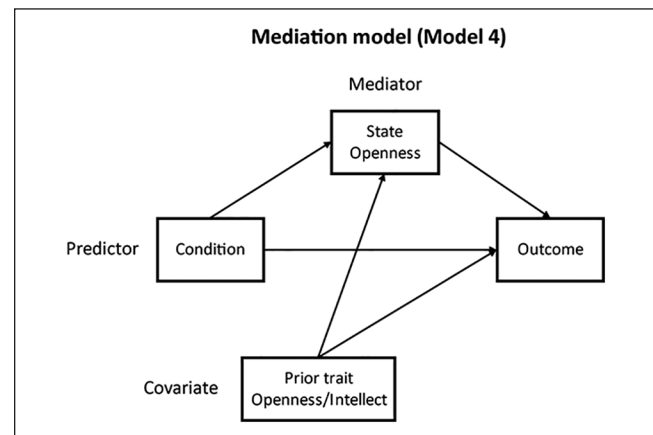 Mediation model (Model 4)
Mediator
State
Openness
Predictor
Condition
Outcome
Covariate
Prior trait
Openness/Intellect